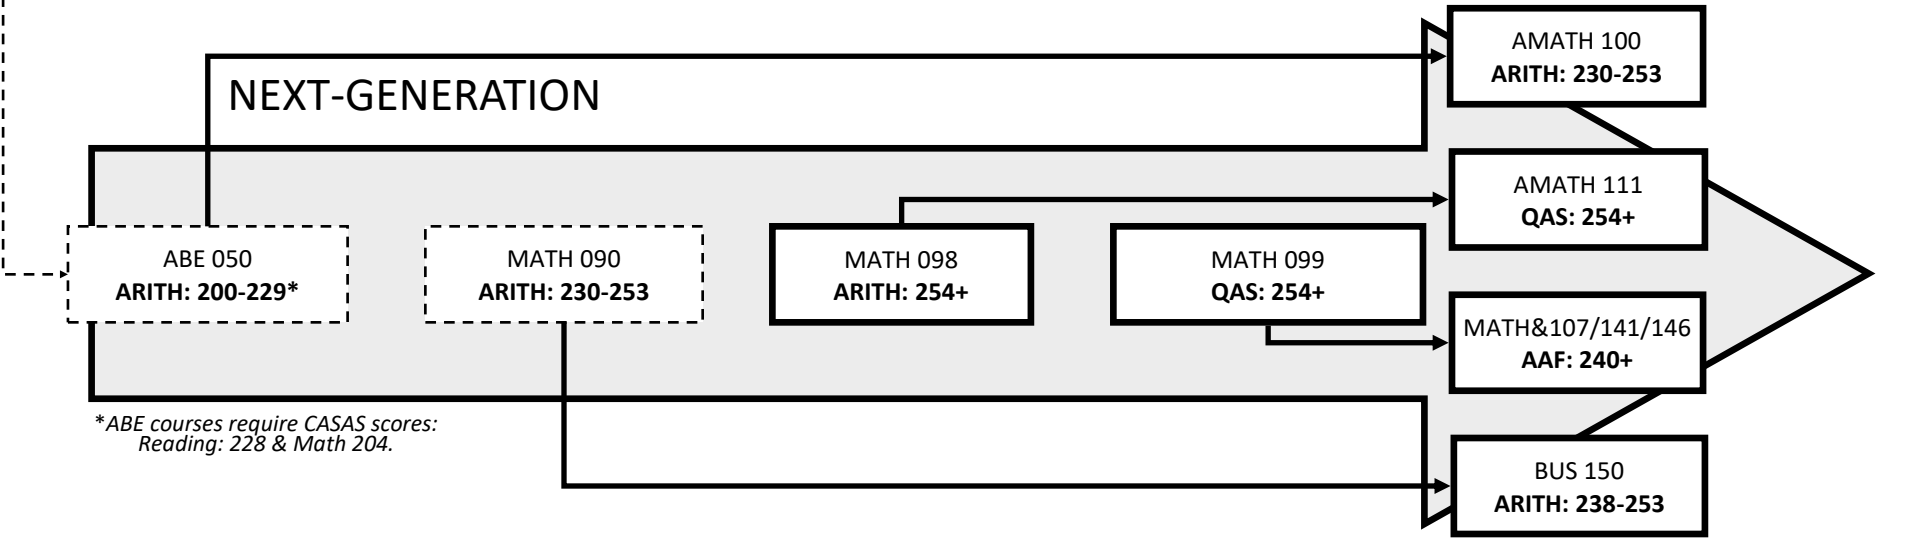 AMATH 100
ARITH: 230-253
NEXT-GENERATION
AMATH 111
QAS: 254+
ABE 050
ARITH: 200-229*
MATH 090
ARITH: 230-253
MATH 098
ARITH: 254+
MATH 099
QAS: 254+
MATH&107/141/146
AAF: 240+
*ABE courses require CASAS scores:
Reading: 228 & Math 204.
BUS 150
ARITH: 238-253